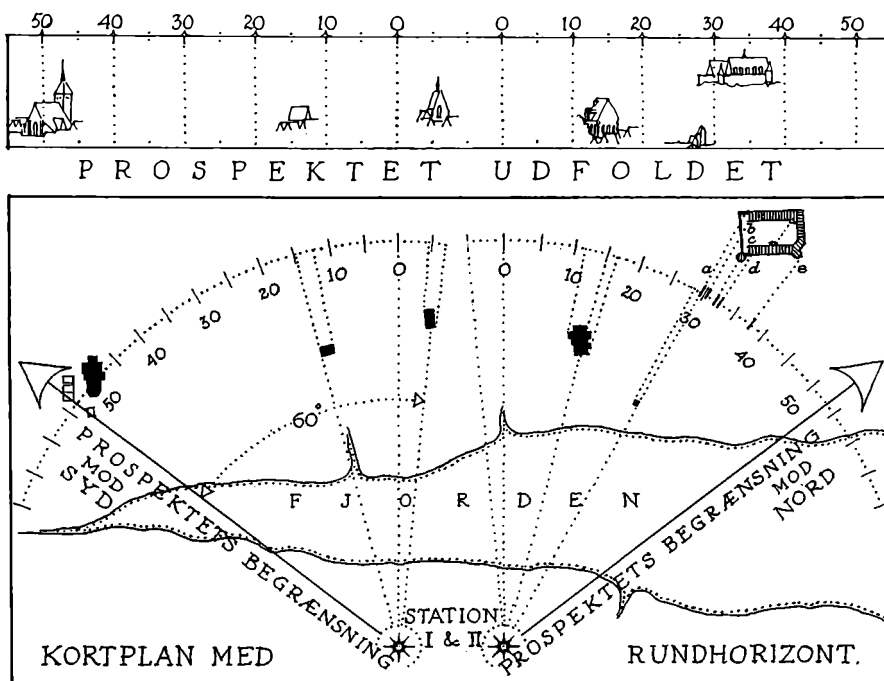 50 40 30 20 10 0 0 10 20 30 40 50
PROSPEKTET UDFOLDET
50 40 30 20 10 0 0 10 20 30 40 50
a b c d e
60°
FJORDEN
PROSPEKTETS BEGRÆNSNING
MOD
SYD
PROSPEKTETS BEGRÆNSNING
MOD
NORD
STATION
I & II
KORTPLAN MED RUNDHORIZONT.